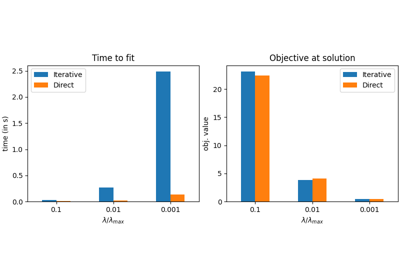 Time to fit
Iterative
Direct
time (in s)
2.5
2.0
1.5
1.0
0.5
0.0
0.1
0.01
0.001
λ/λmax
Objective at solution
Iterative
Direct
obj. value
20
15
10
5
0
0.1
0.01
0.001
λ/λmax